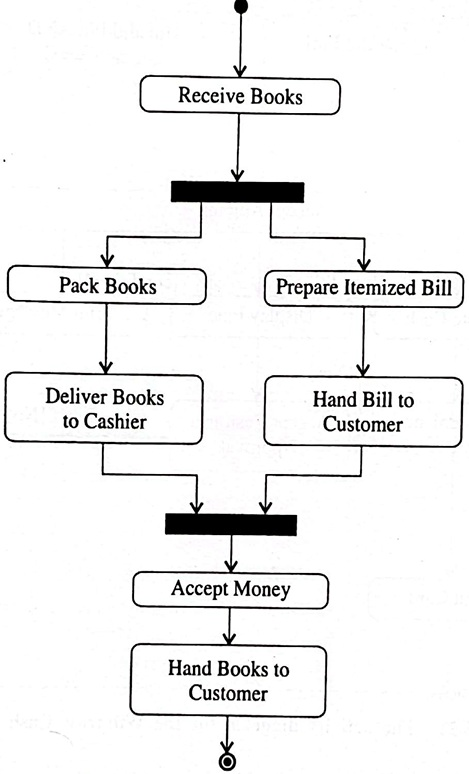 Receive Books
Pack Books
Prepare Itemized Bill
Deliver Books
to Cashier
Hand Bill to
Customer
Accept Money
Hand Books to
Customer